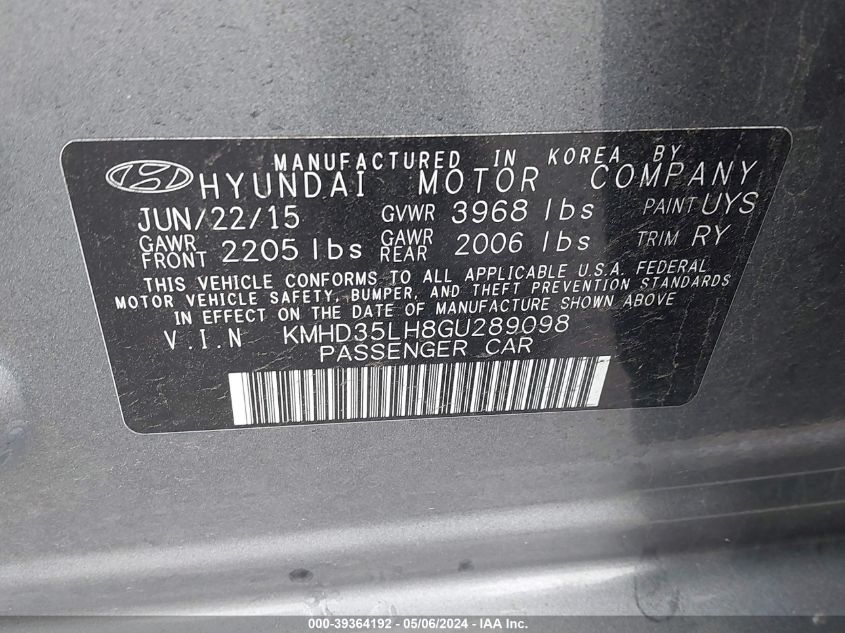 MANUFACTURED IN KOREA BY
HYUNDAI MOTOR COMPANY
JUN/22/15 GVWR 3968 lbs PAINT UYS
GAWR FRONT 2205 lbs GAWR REAR 2006 lbs TRIM RY
THIS VEHICLE CONFORMS TO ALL APPLICABLE U.S.A. FEDERAL
MOTOR VEHICLE SAFETY, BUMPER, AND THEFT PREVENTION STANDARDS
IN EFFECT ON THE DATE OF MANUFACTURE SHOWN ABOVE
V.I.N KMHD35LH8GU289098
PASSENGER CAR
000-39364192 - 05/06/2024 - IAA Inc.